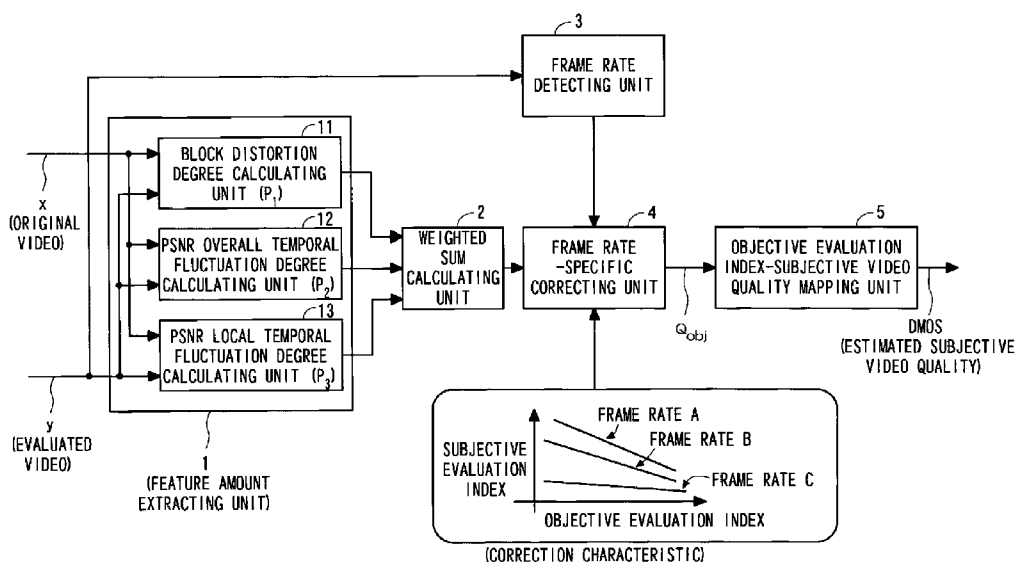 3
FRAME RATE
DETECTING UNIT
11
BLOCK DISTORTION
DEGREE CALCULATING
UNIT (P1)
x
(ORIGINAL
VIDEO)
12
PSNR OVERALL TEMPORAL
FLUCTUATION DEGREE
CALCULATING UNIT (P2)
13
PSNR LOCAL TEMPORAL
FLUCTUATION DEGREE
CALCULATING UNIT (P3)
y
(EVALUATED
VIDEO)
1
(FEATURE AMOUNT
EXTRACTING UNIT)
2
WEIGHTED
SUM
CALCULATING
UNIT
4
FRAME RATE
-SPECIFIC
CORRECTING UNIT
Qobj
5
OBJECTIVE EVALUATION
INDEX-SUBJECTIVE VIDEO
QUALITY MAPPING UNIT
DMOS
(ESTIMATED SUBJECTIVE
VIDEO QUALITY)
SUBJECTIVE
EVALUATION
INDEX
FRAME RATE A
FRAME RATE B
FRAME RATE C
OBJECTIVE EVALUATION INDEX
(CORRECTION CHARACTERISTIC)